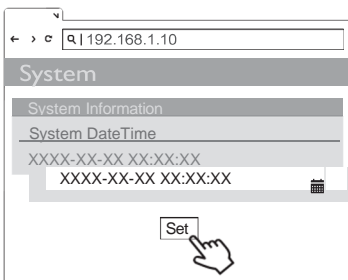 192.168.1.10
System
System Information
System DateTime
XXXX-XX-XX XX:XX:XX
XXXX-XX-XX XX:XX:XX
Set